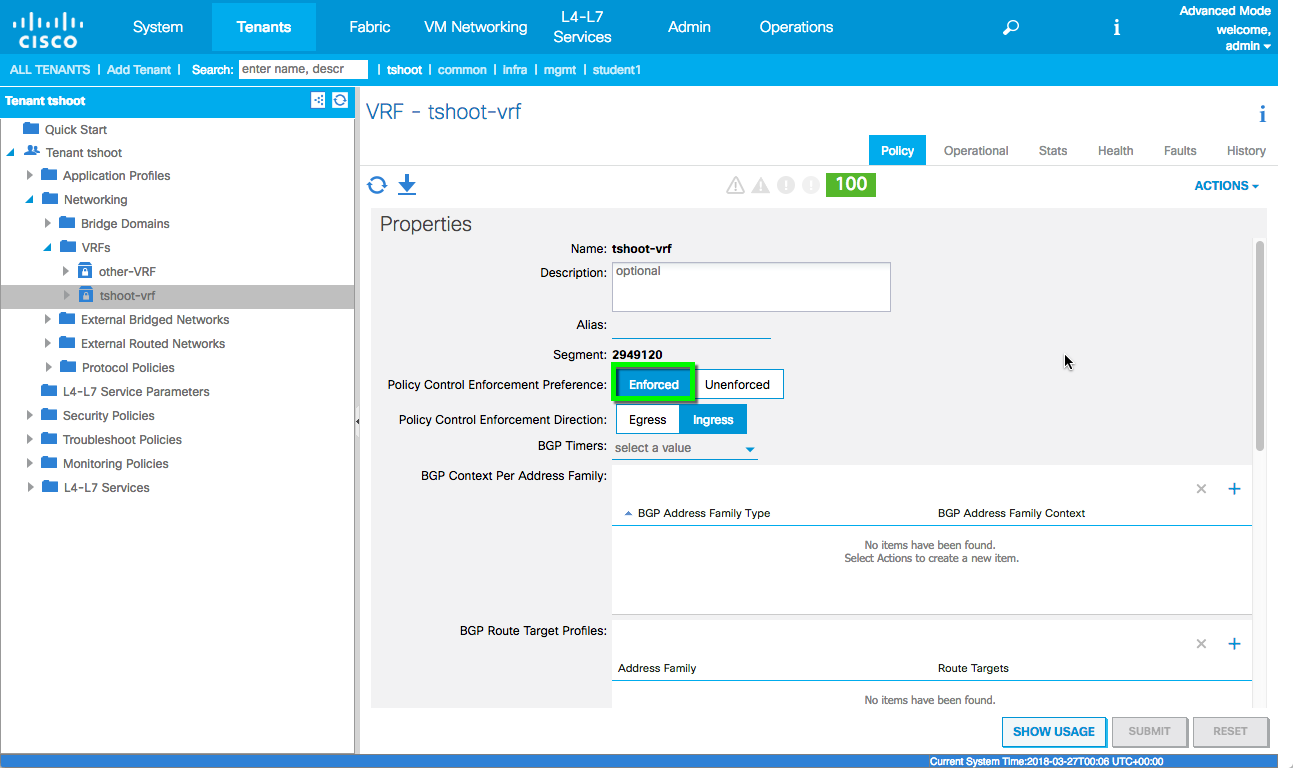 CISCO
System
Tenants
Fabric
VM Networking
L4-L7
Services
Admin
Operations
i
Advanced Mode
welcome,
admin
ALL TENANTS | Add Tenant | Search: enter name, descr | tshoot | common | infra | mgmt | student1
Tenant tshoot
Quick Start
Tenant tshoot
Application Profiles
Networking
Bridge Domains
VRFs
other-VRF
tshoot-vrf
External Bridged Networks
External Routed Networks
Protocol Policies
L4-L7 Service Parameters
Security Policies
Troubleshoot Policies
Monitoring Policies
L4-L7 Services
VRF - tshoot-vrf
i
Policy Operational Stats Health Faults History
100
ACTIONS
Properties
Name: tshoot-vrf
Description: optional
Alias:
Segment: 2949120
Policy Control Enforcement Preference: Enforced Unenforced
Policy Control Enforcement Direction: Egress Ingress
BGP Timers: select a value
BGP Context Per Address Family:
BGP Address Family Type BGP Address Family Context
No items have been found.
Select Actions to create a new item.
BGP Route Target Profiles:
Address Family Route Targets
No items have been found.
SHOW USAGE SUBMIT RESET
Current System Time:2018-03-27T00:06 UTC+00:00